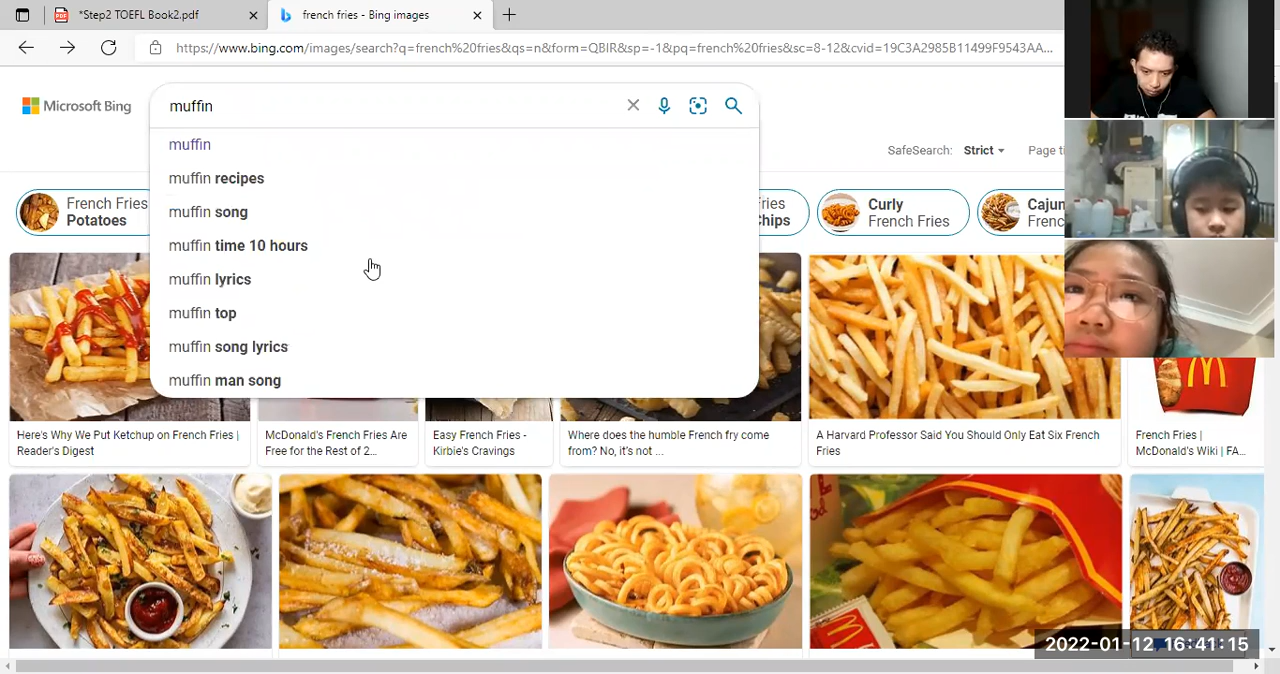 *Step2 TOEFL Book2.pdf
french fries - Bing images
https://www.bing.com/images/search?q=french%20fries&qs=n&form=QBIR&sp=-1&pq=french%20fries&sc=8-12&cvid=19C3A2985B11499F9543AA...
Microsoft Bing
muffin
muffin
muffin recipes
muffin song
muffin time 10 hours
muffin lyrics
muffin top
muffin song lyrics
muffin man song
SafeSearch: Strict
Page ti
French Fries
Potatoes
Fries
Chips
Curly
French Fries
Cajun
Frenc
Here's Why We Put Ketchup on French Fries |
Reader's Digest
McDonald's French Fries Are
Free for the Rest of 2...
Easy French Fries -
Kirbie's Cravings
Where does the humble French fry come
from? No, it's not ...
A Harvard Professor Said You Should Only Eat Six French
Fries
French Fries |
McDonald's Wiki | FA...
2022-01-12 16:41:15